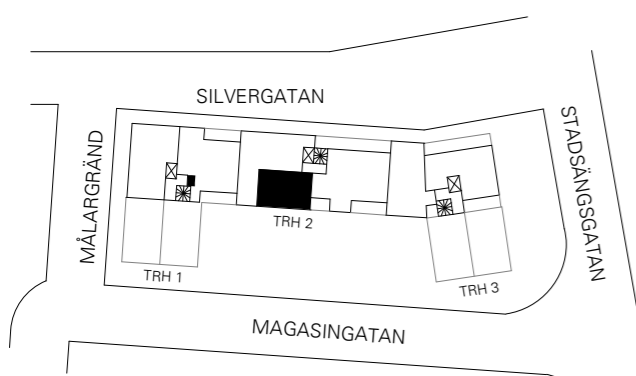 SILVERGATAN
MÅLARGRÄND
STADSÄNGSGATAN
TRH 2
TRH 1
TRH 3
MAGASINGATAN